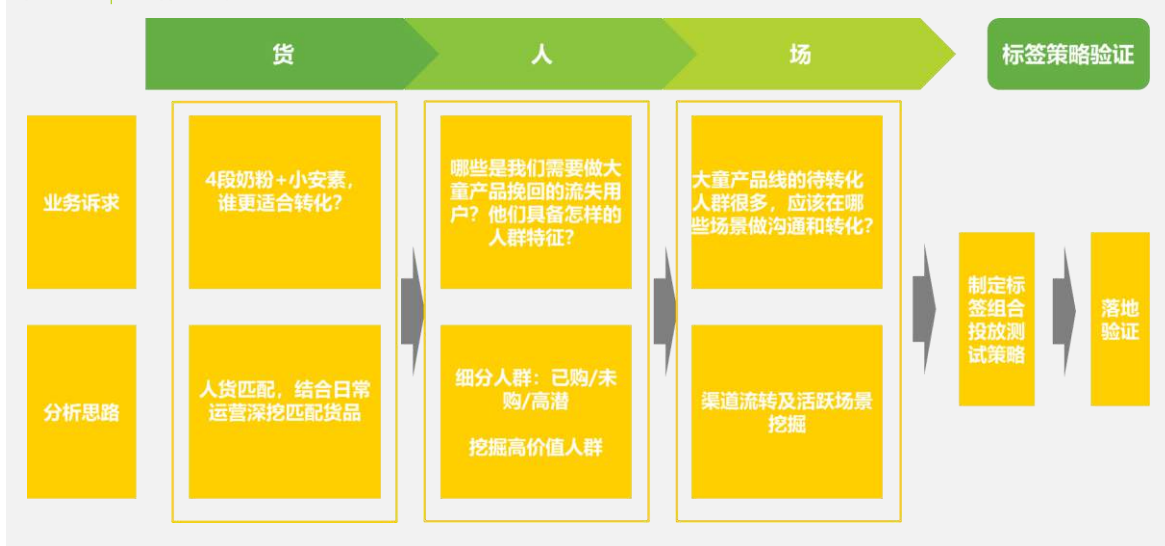 货
人
场
标签策略验证
业务诉求
4段奶粉+小安素，
谁更适合转化？
哪些是我们需要做大
童产品挽回的流失用
户？他们具备怎样的
人群特征？
大童产品线的待转化
人群很多，应该在哪
些场景做沟通和转化？
分析思路
人货匹配，结合日常
运营深挖匹配货品
细分人群：已购/未
购/高潜
挖掘高价值人群
渠道流转及活跃场景
挖掘
制定标
签组合
投放测
试策略
落地
验证